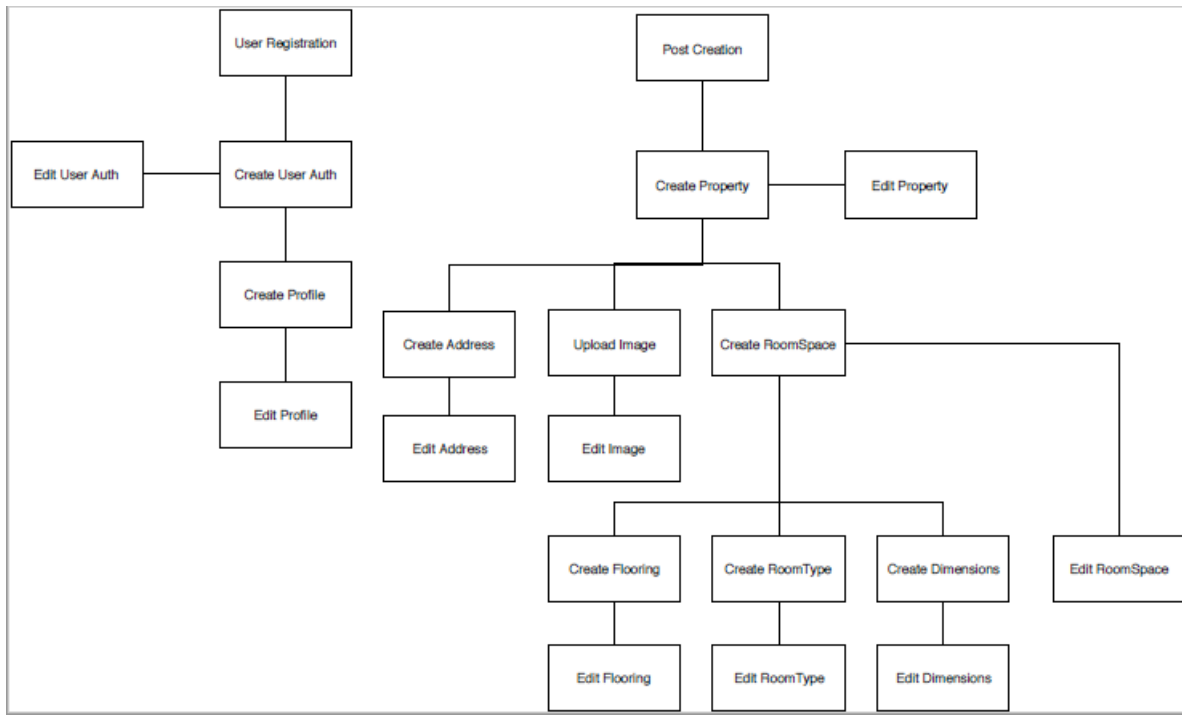 User Registration
Post Creation
Edit User Auth
Create User Auth
Create Property
Edit Property
Create Profile
Create Address
Upload Image
Create RoomSpace
Edit Profile
Edit Address
Edit Image
Create Flooring
Create RoomType
Create Dimensions
Edit RoomSpace
Edit Flooring
Edit RoomType
Edit Dimensions